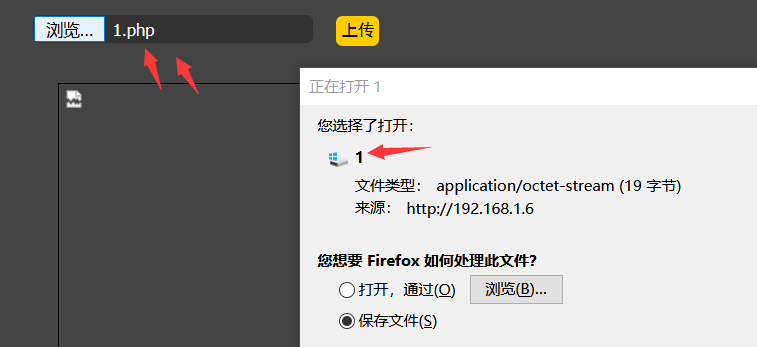 浏览... 1.php 上传
正在打开 1
您选择了打开:
1
文件类型: application/octet-stream (19 字节)
来源: http://192.168.1.6
您想要 Firefox 如何处理此文件?
打开，通过(O) 浏览(B)...
保存文件(S)